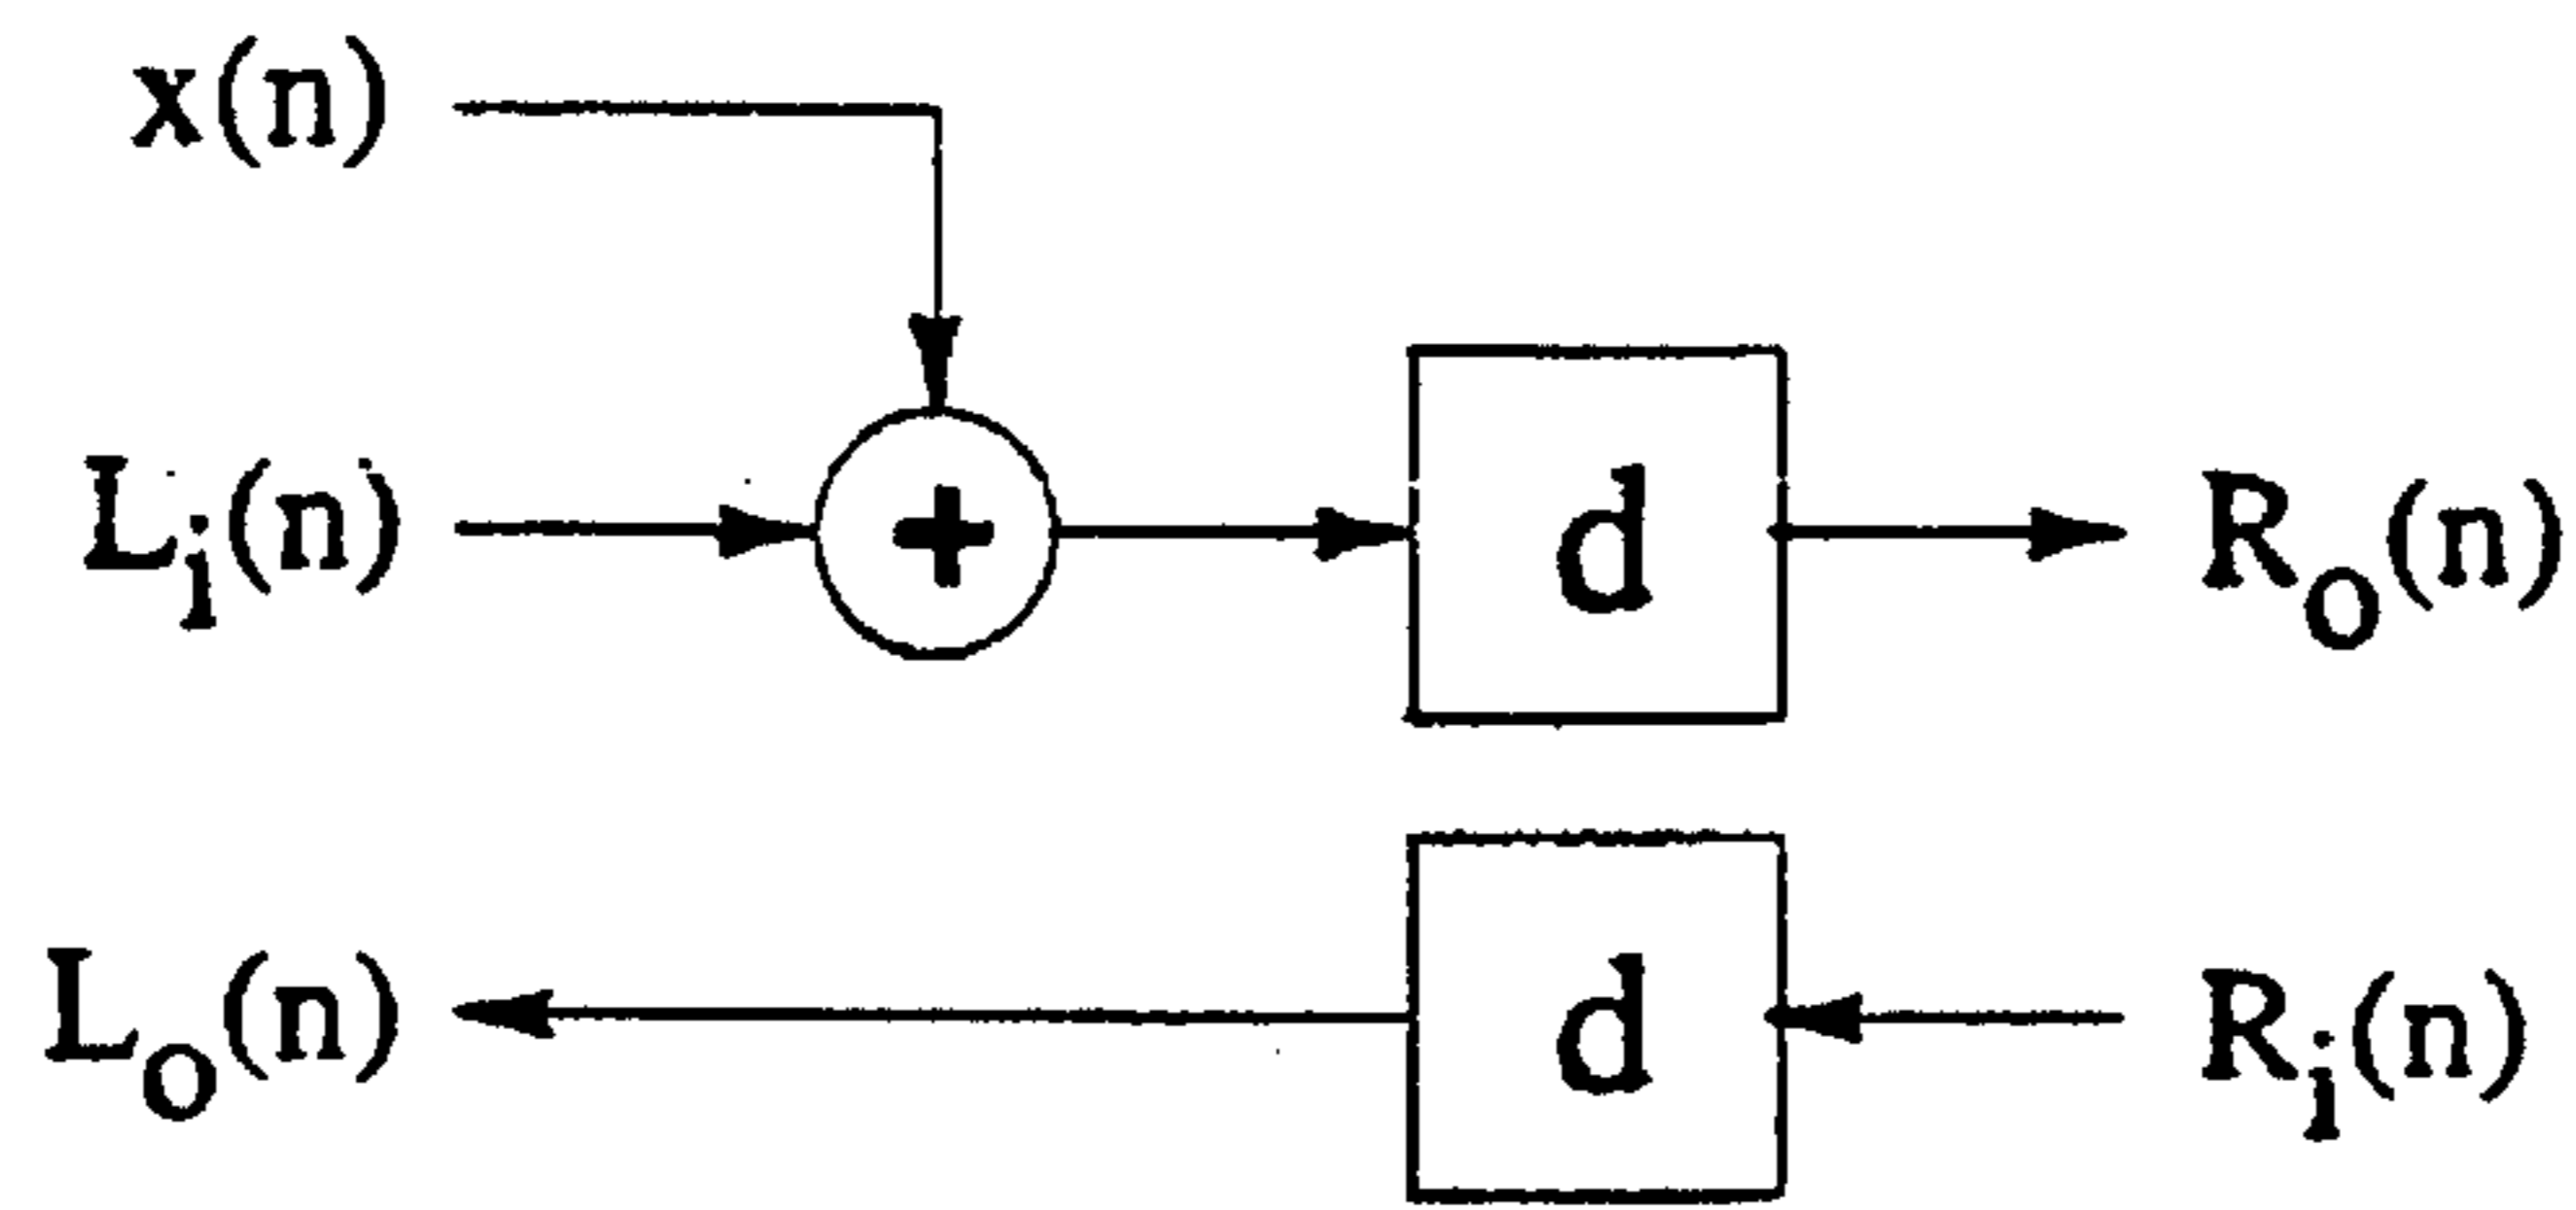 x(n)
Lᵢ(n) + d Rₒ(n)
Lₒ(n) d Rᵢ(n)